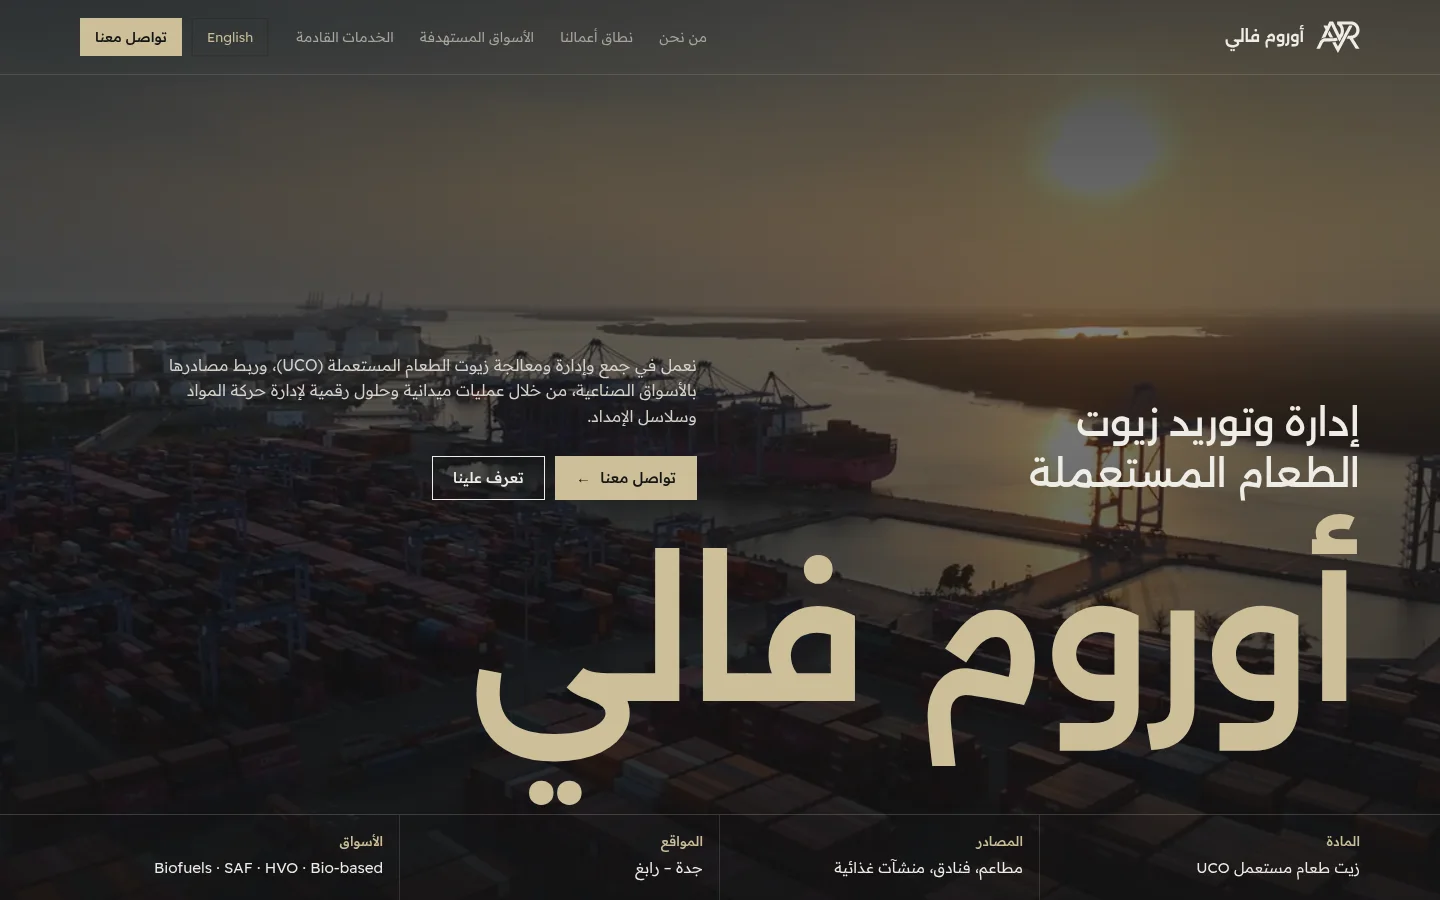 AVR
أوروم فالي
من نحن
نطاق أعمالنا
الأسواق المستهدفة
الخدمات القادمة
English
تواصل معنا
إدارة وتوريد زيوت
الطعام المستعملة
نعمل في جمع وإدارة ومعالجة زيوت الطعام المستعملة (UCO)، وربط مصادرها
بالأسواق الصناعية، من خلال عمليات ميدانية وحلول رقمية لإدارة حركة المواد
وسلاسل الإمداد.
تواصل معنا ←
تعرف علينا
أوروم فالي
المادة
زيت طعام مستعمل UCO
المصادر
مطاعم، فنادق، منشآت غذائية
المواقع
جدة – رابغ
الأسواق
Biofuels · SAF · HVO · Bio-based